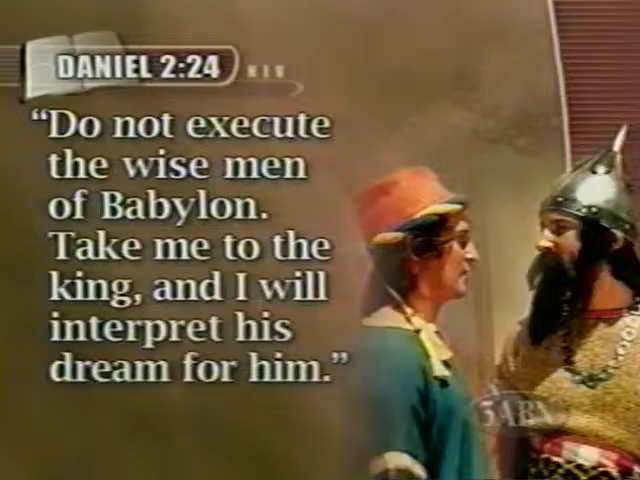 DANIEL 2:24 NIV
“Do not execute
the wise men
of Babylon.
Take me to the
king, and I will
interpret his
dream for him.”
3ABN